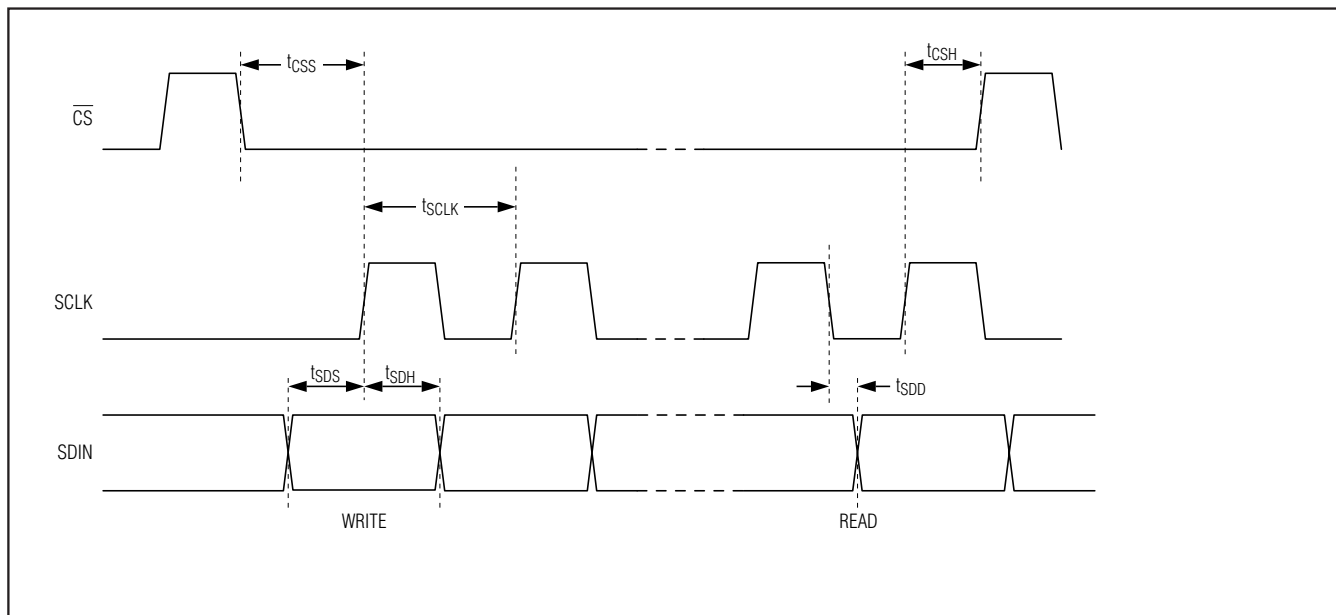 tCSS
tCSH
CS
tSCLK
SCLK
tSDS
tSDH
tSDD
SDIN
WRITE
READ